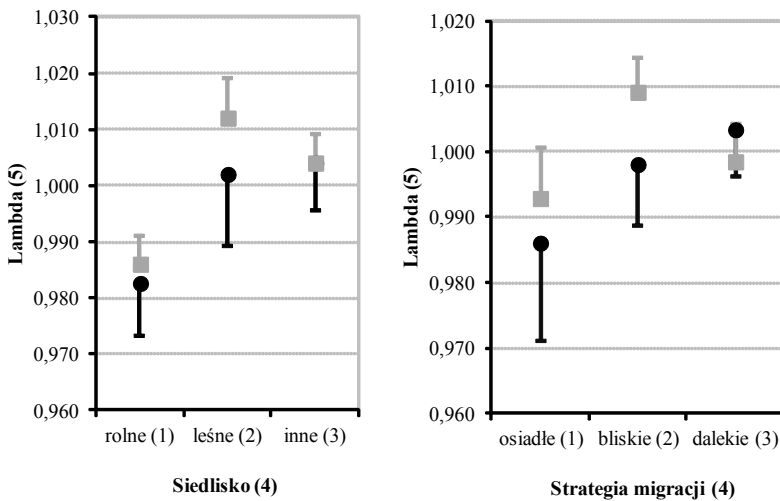 1,030
1,020
1,010
1,000
0,990
0,980
0,970
0,960
Lambda (5)
rolne (1) leśne (2) inne (3)
Siedlisko (4)
1,020
1,010
1,000
0,990
0,980
0,970
0,960
Lambda (5)
osiadłe (1) bliskie (2) dalekie (3)
Strategia migracji (4)